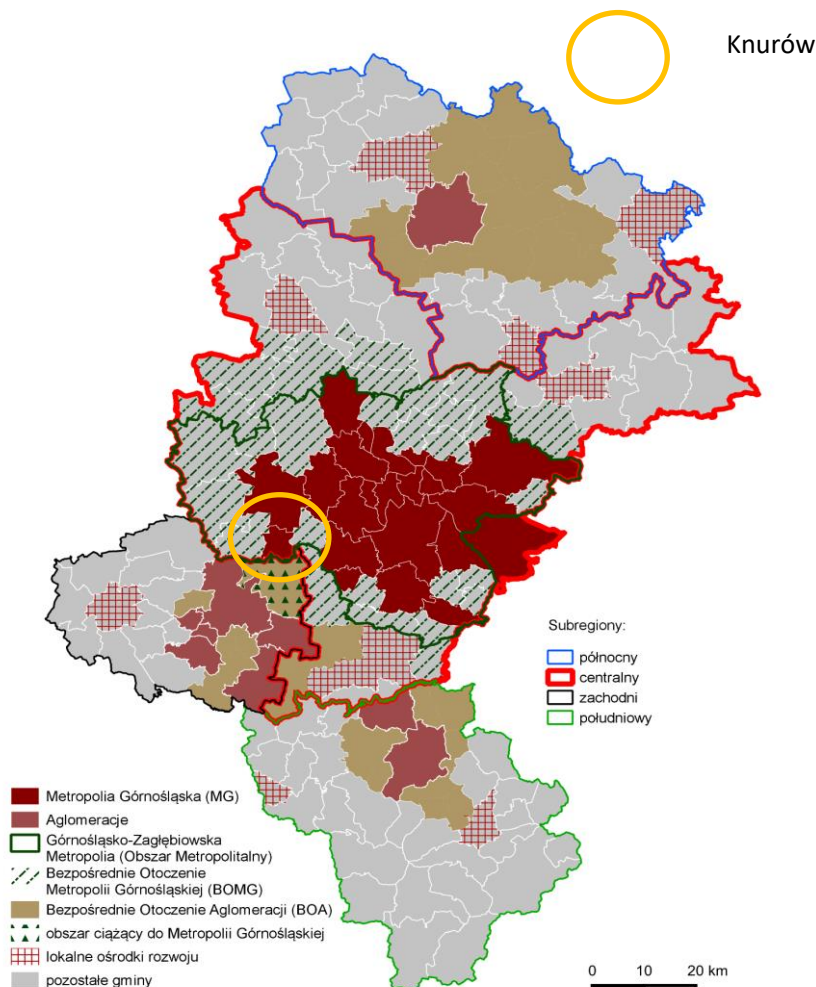 Knurów
Subregiony:
północny
centralny
zachodni
południowy
Metropolia Górnośląska (MG)
Aglomeracje
Górnośląsko-Zagłębiowska
Metropolia (Obszar Metropolitalny)
Bezpośrednie Otoczenie
Metropolii Górnośląskiej (BOMG)
Bezpośrednie Otoczenie Aglomeracji (BOA)
obszar ciążący do Metropolii Górnośląskiej
lokalne ośrodki rozwoju
pozostałe gminy
0 10 20 km